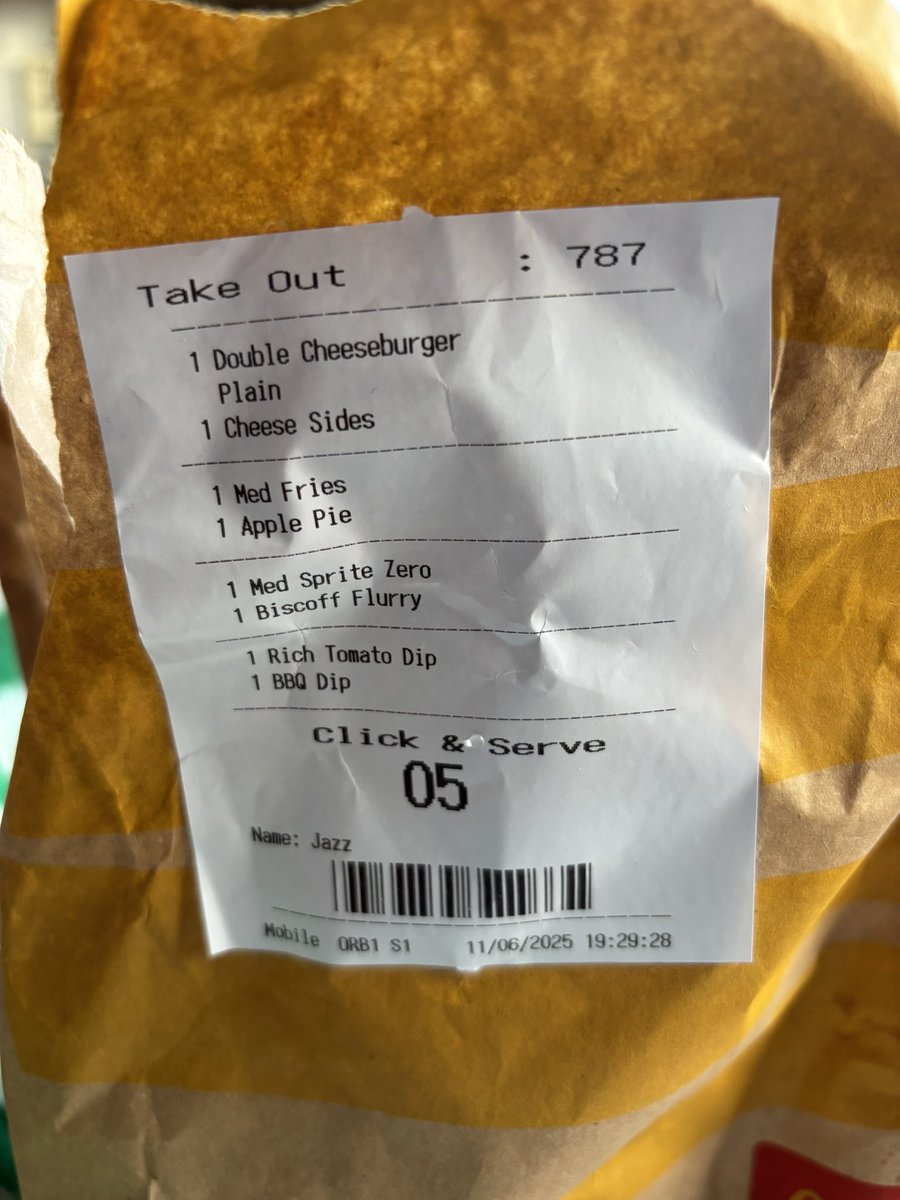 Take Out : 787
1 Double Cheeseburger
Plain
1 Cheese Sides
1 Med Fries
1 Apple Pie
1 Med Sprite Zero
1 Biscoff Flurry
1 Rich Tomato Dip
1 BBQ Dip
Click & Serve
05
Name: Jazz
Mobile ORB1 S1 11/06/2025 19:29:28